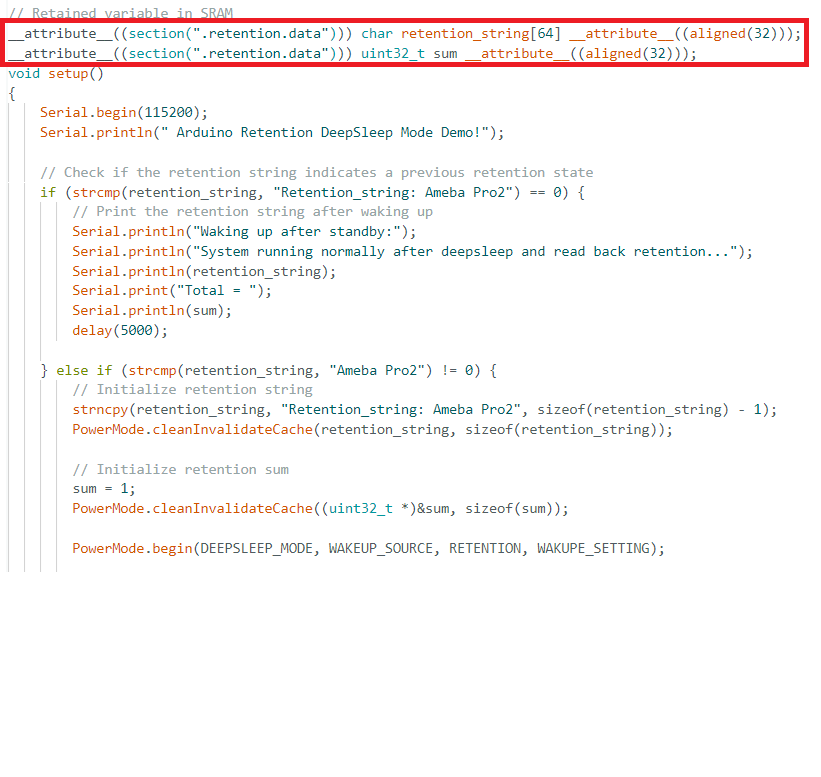 // Retained variable in SRAM
__attribute__((section(".retention.data"))) char retention_string[64] __attribute__((aligned(32)));
__attribute__((section(".retention.data"))) uint32_t sum __attribute__((aligned(32)));
void setup()
{
    Serial.begin(115200);
    Serial.println(" Arduino Retention DeepSleep Mode Demo!");

    // Check if the retention string indicates a previous retention state
    if (strcmp(retention_string, "Retention_string: Ameba Pro2") == 0) {
        // Print the retention string after waking up
        Serial.println("Waking up after standby:");
        Serial.println("System running normally after deepsleep and read back retention...");
        Serial.println(retention_string);
        Serial.print("Total = ");
        Serial.println(sum);
        delay(5000);

    } else if (strcmp(retention_string, "Ameba Pro2") != 0) {
        // Initialize retention string
        strncpy(retention_string, "Retention_string: Ameba Pro2", sizeof(retention_string) - 1);
        PowerMode.cleanInvalidateCache(retention_string, sizeof(retention_string));

        // Initialize retention sum
        sum = 1;
        PowerMode.cleanInvalidateCache((uint32_t *)&sum, sizeof(sum));

        PowerMode.begin(DEEPSLEEP_MODE, WAKEUP_SOURCE, RETENTION, WAKUPE_SETTING);